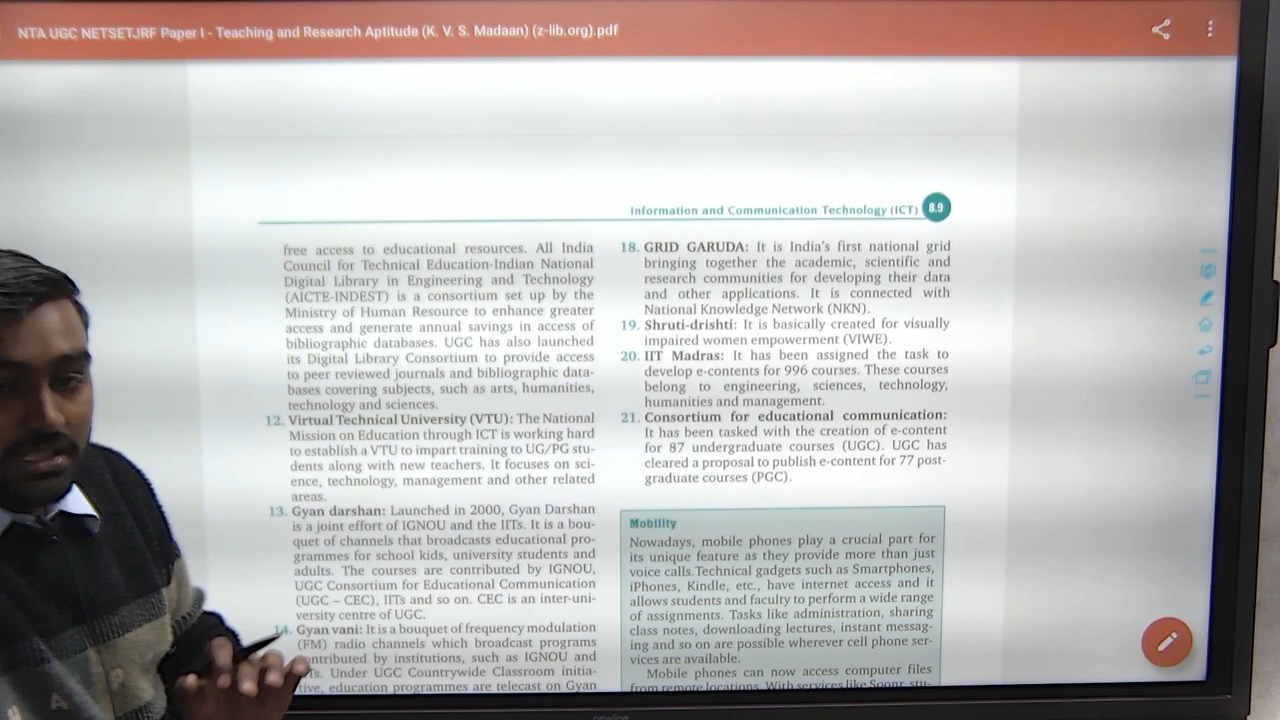 NTA UGC NETSETJRF Paper I - Teaching and Research Aptitude (K. V. S. Madaan) (z-lib.org).pdf
Information and Communication Technology (ICT) 8.9
free access to educational resources. All India
Council for Technical Education-Indian National
Digital Library in Engineering and Technology
(AICTE-INDEST) is a consortium set up by the
Ministry of Human Resource to enhance greater
access and generate annual savings in access of
bibliographic databases. UGC has also launched
its Digital Library Consortium to provide access
to peer reviewed journals and bibliographic data-
bases covering subjects, such as arts, humanities,
technology and sciences.
12. Virtual Technical University (VTU): The National
Mission on Education through ICT is working hard
to establish a VTU to impart training to UG/PG stu-
dents along with new teachers. It focuses on sci-
ence, technology, management and other related
areas.
13. Gyan darshan: Launched in 2000, Gyan Darshan
is a joint effort of IGNOU and the IITs. It is a bou-
quet of channels that broadcasts educational pro-
grammes for school kids, university students and
adults. The courses are contributed by IGNOU,
UGC Consortium for Educational Communication
(UGC – CEC), IITs and so on. CEC is an inter-uni-
versity centre of UGC.
14. Gyan vani: It is a bouquet of frequency modulation
(FM) radio channels which broadcast programs
contributed by institutions, such as IGNOU and
Under UGC Countrywide Classroom initia-
tive, education programmes are telecast on Gyan
18. GRID GARUDA: It is India's first national grid
bringing together the academic, scientific and
research communities for developing their data
and other applications. It is connected with
National Knowledge Network (NKN).
19. Shruti-drishti: It is basically created for visually
impaired women empowerment (VIWE).
20. IIT Madras: It has been assigned the task to
develop e-contents for 996 courses. These courses
belong to engineering, sciences, technology,
humanities and management.
21. Consortium for educational communication:
It has been tasked with the creation of e-content
for 87 undergraduate courses (UGC). UGC has
cleared a proposal to publish e-content for 77 post-
graduate courses (PGC).
Mobility
Nowadays, mobile phones play a crucial part for
its unique feature as they provide more than just
voice calls.Technical gadgets such as Smartphones,
iPhones, Kindle, etc., have internet access and it
allows students and faculty to perform a wide range
of assignments. Tasks like administration, sharing
class notes, downloading lectures, instant messag-
ing and so on are possible wherever cell phone ser-
vices are available.
Mobile phones can now access computer files
from remote locations. With services like Soonr, stu-
newline